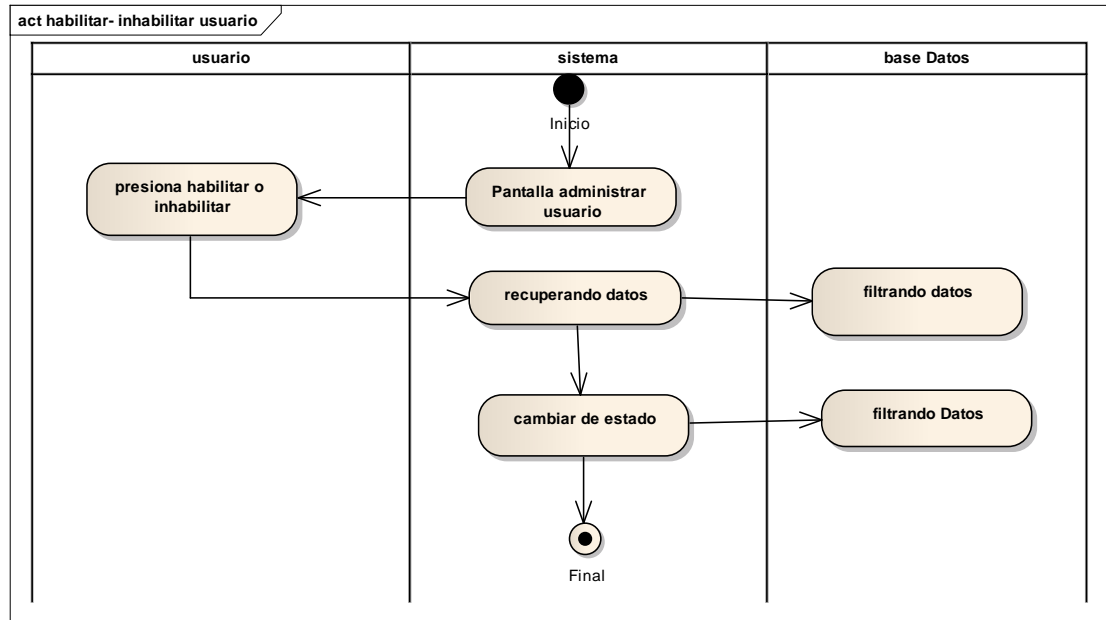 act habilitar- inhabilitar usuario
usuario
sistema
base Datos
Inicio
presiona habilitar o
inhabilitar
Pantalla administrar
usuario
recuperando datos
filtrando datos
cambiar de estado
filtrando Datos
Final